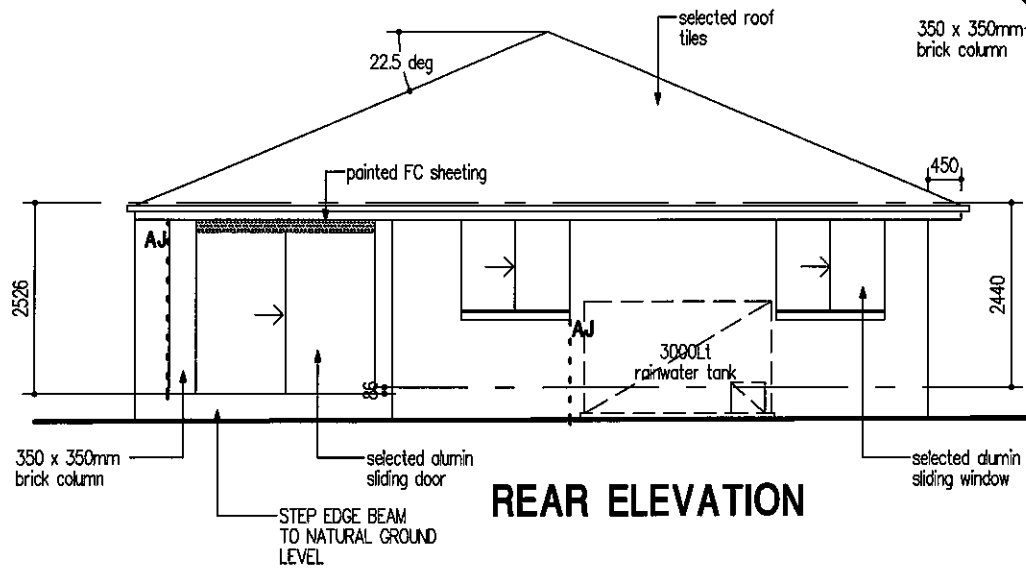 selected roof
tiles
350 x 350mm
brick column
22.5 deg
painted FC sheeting
450
AJ
2526
2440
AJ
3000Lt
rainwater tank
86
350 x 350mm
brick column
selected alumin
sliding door
selected alumin
sliding window
REAR ELEVATION
STEP EDGE BEAM
TO NATURAL GROUND
LEVEL